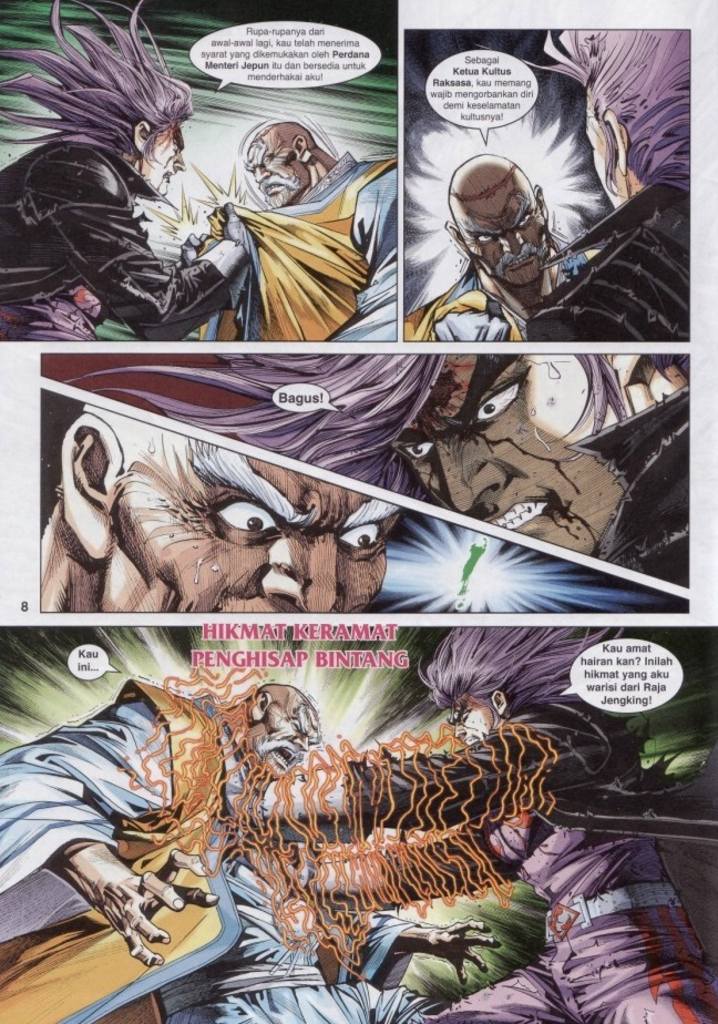 Rupa-rupanya dari
awal-awal lagi, kau telah menerima
syarat yang dikemukakan oleh Perdana
Menteri Jepun itu dan bersedia untuk
menderhakai aku!
Sebagai
Ketua Kultus
Raksasa, kau memang
wajib mengorbankan diri
demi keselamatan
kultusnya!
Bagus!
8
HIKMAT KERAMAT
PENGHISAP BINTANG
Kau
ini...
Kau amat
hairan kan? Inilah
hikmat yang aku
warisi dari Raja
Jengking!